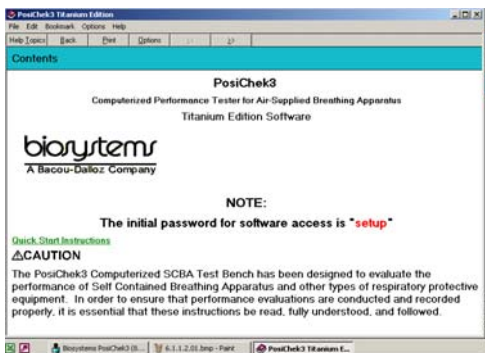 PosiChek3 Titanium Edition
File Edit Bookmark Options Help
Help Topics Back Print Options << >>
Contents
PosiChek3
Computerized Performance Tester for Air-Supplied Breathing Apparatus
Titanium Edition Software
biosystems
A Bacou-Dalloz Company
NOTE:
The initial password for software access is "setup"
Quick Start Instructions
⚠CAUTION
The PosiChek3 Computerized SCBA Test Bench has been designed to evaluate the
performance of Self Contained Breathing Apparatus and other types of respiratory protective
equipment. In order to ensure that performance evaluations are conducted and recorded
properly, it is essential that these instructions be read, fully understood, and followed.
Biosystems PosiChek3 (B... 6.1.1.2.01.bmp - Paint PosiChek3 Titanium E...